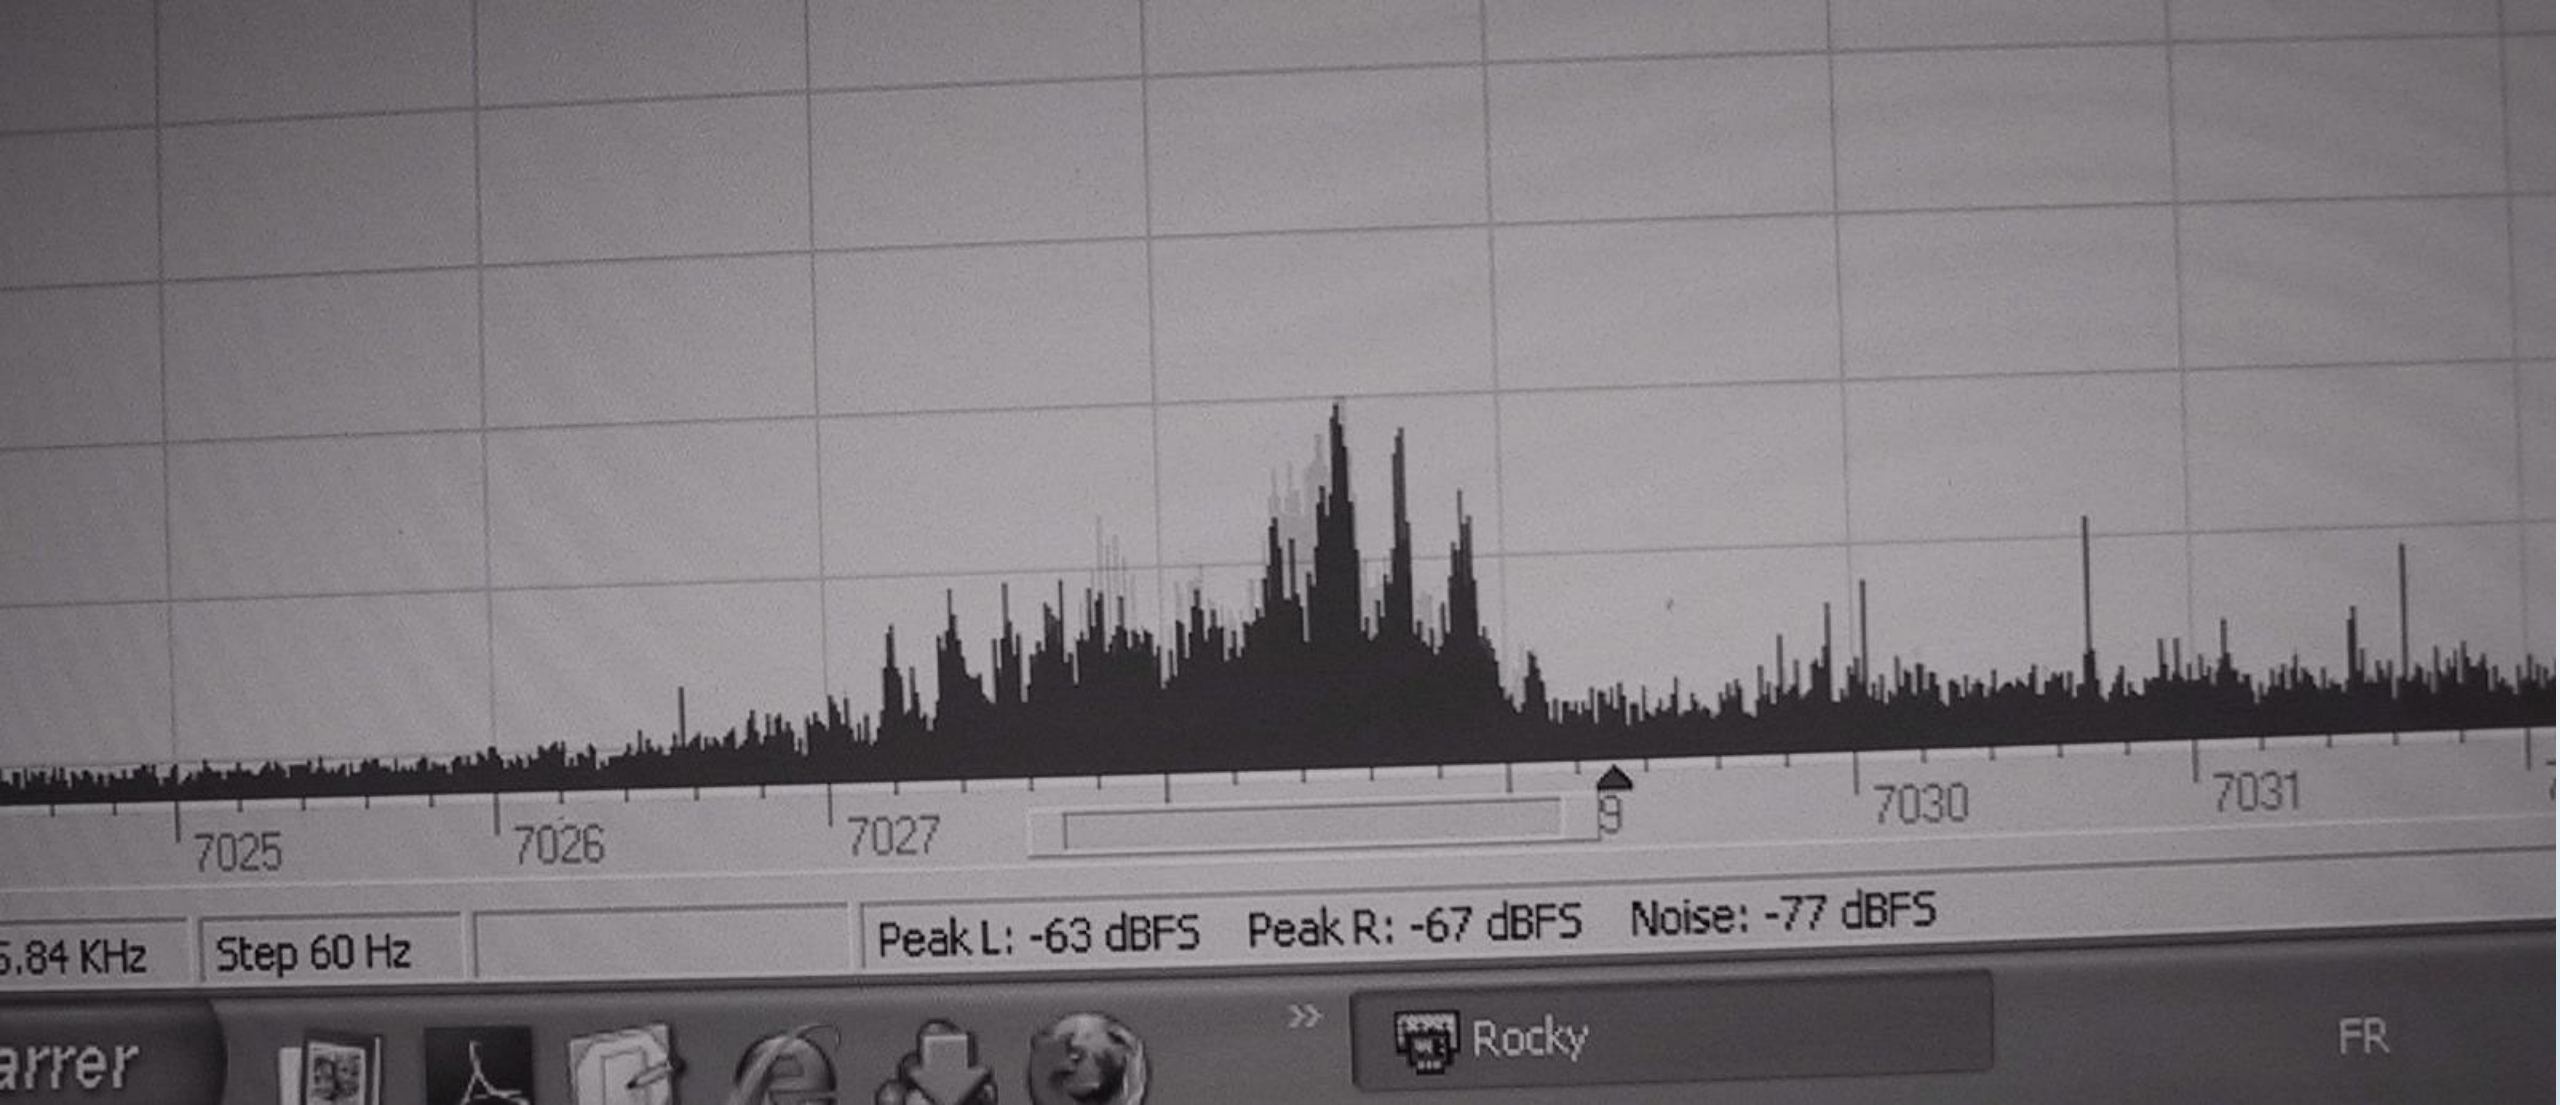 7025 7026 7027 9 7030 7031
5.84 KHz Step 60 Hz Peak L: -63 dBFS Peak R: -67 dBFS Noise: -77 dBFS
arrer » Rocky FR